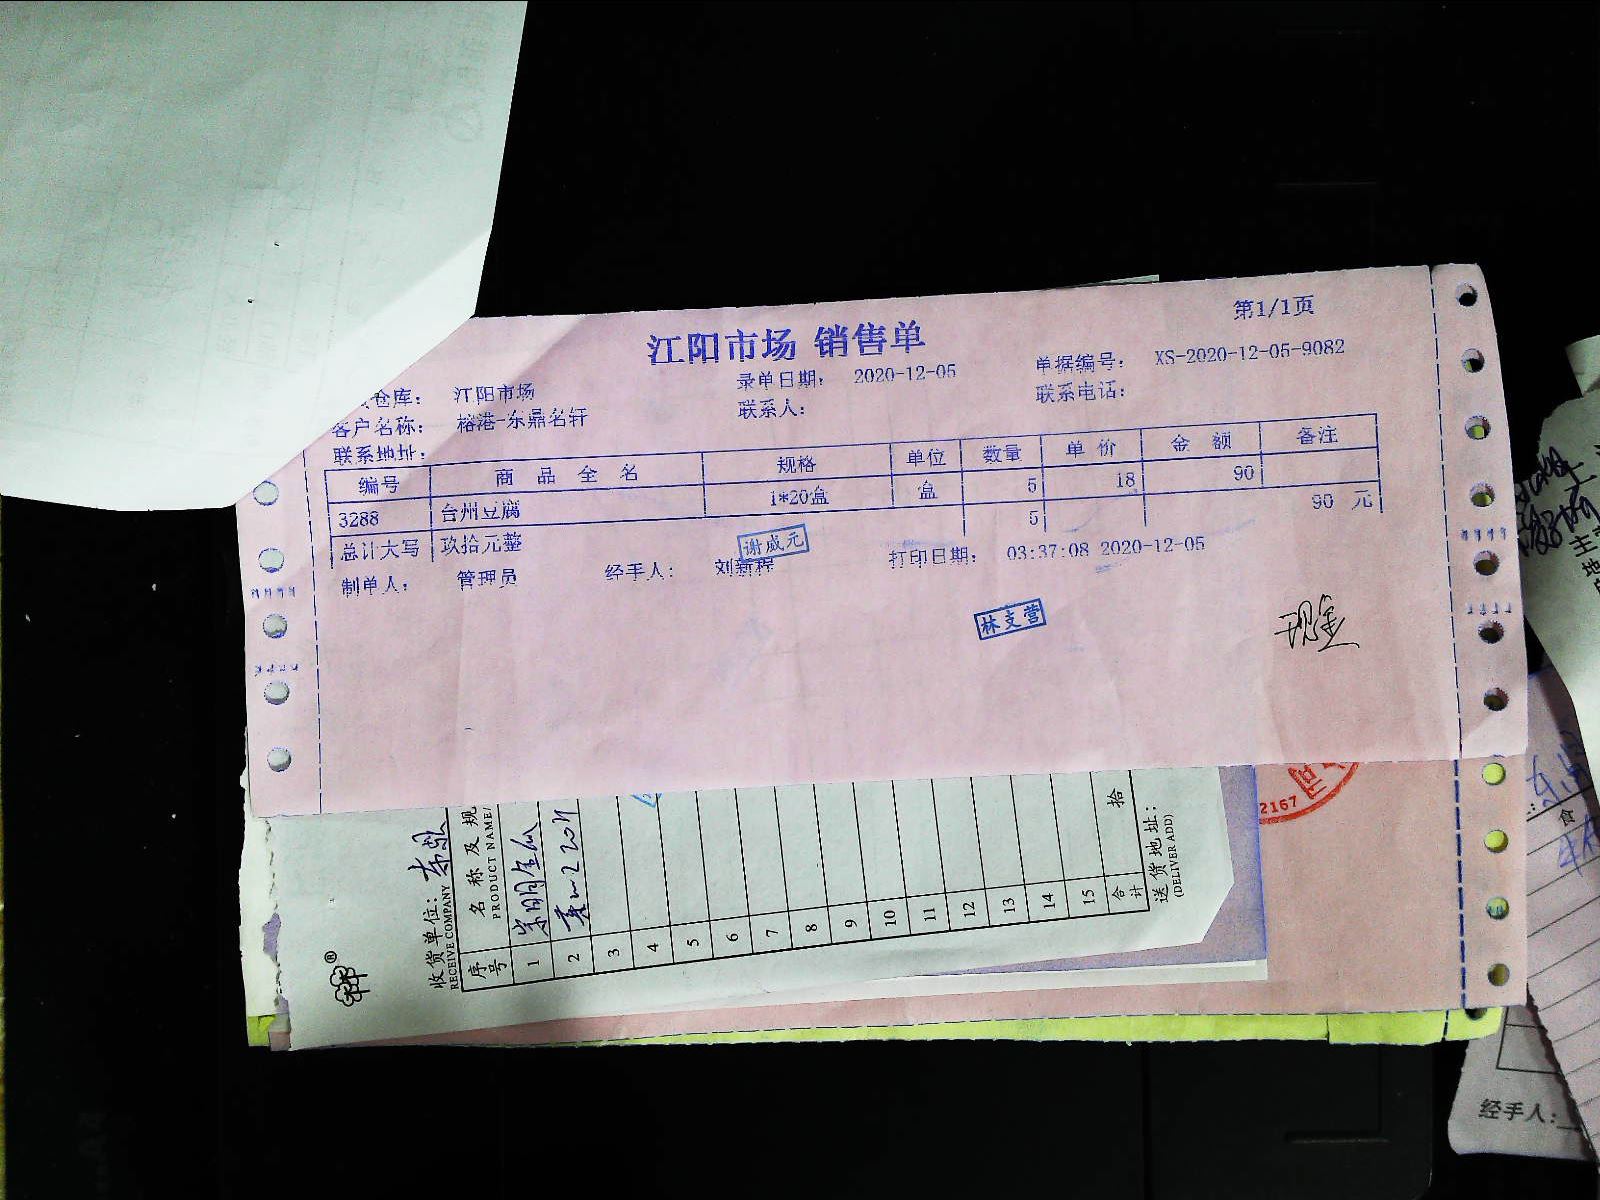 第1/1页
江阳市场 销售单
仓库： 江阳市场 录单日期： 2020-12-05 单据编号： XS-2020-12-05-9082
客户名称： 榕港-东鼎名轩 联系人： 联系电话：
联系地址：
编号 商品全名 规格 单位 数量 单价 金额 备注
3288 台州豆腐 1*20盒 盒 5 18 90
总计大写 玖拾元整 5 90 元
制单人： 管理员 经手人： 刘新程 打印日期： 03:37:08 2020-12-05
谢威元
林支营
现金
2167
收货单位：
RECEIVE COMPANY
序号 名称及规
PRODUCT NAME/
1
2
3
4
5
6
7
8
9
10
11
12
13
14
15
合计 拾
送货地址：
(DELIVER ADD)
经手人：